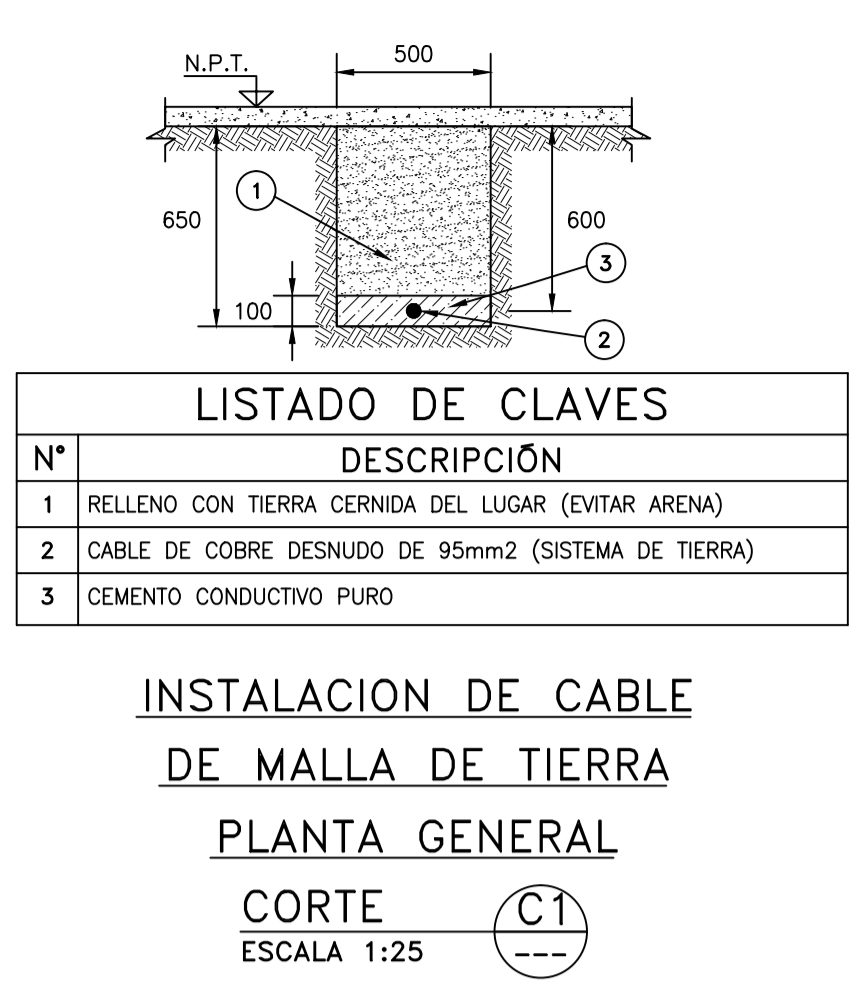 N.P.T.
500
1
650
600
3
100
2
LISTADO DE CLAVES
N° DESCRIPCIÓN
1 RELLENO CON TIERRA CERNIDA DEL LUGAR (EVITAR ARENA)
2 CABLE DE COBRE DESNUDO DE 95mm2 (SISTEMA DE TIERRA)
3 CEMENTO CONDUCTIVO PURO
INSTALACION DE CABLE
DE MALLA DE TIERRA
PLANTA GENERAL
CORTE C1
ESCALA 1:25 ---